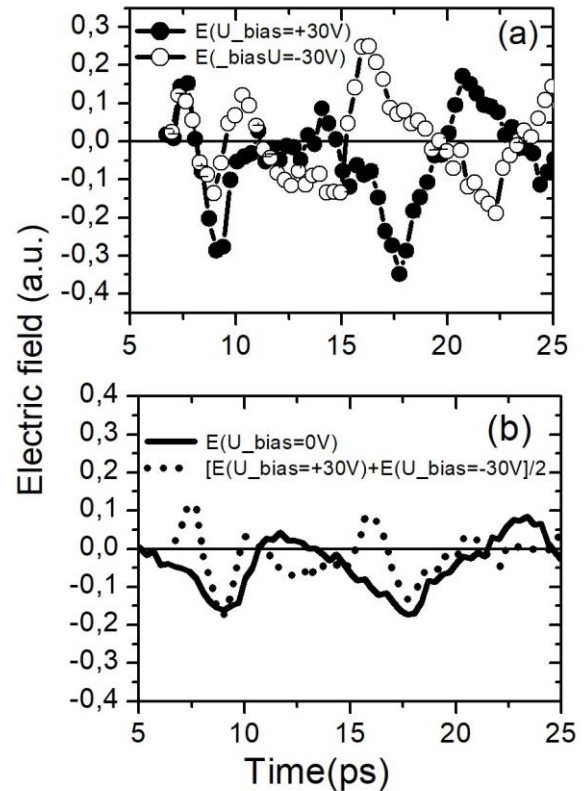 (a)
E(U_bias=+30V)
E(_biasU=-30V)
0,3
0,2
0,1
0,0
-0,1
-0,2
-0,3
5 10 15 20 25
Electric field (a.u.)
(b)
E(U_bias=0V)
[E(U_bias=+30V)+E(U_bias=-30V]/2
0,4
0,3
0,2
0,1
0,0
-0,1
-0,2
-0,3
-0,4
5 10 15 20 25
Time(ps)